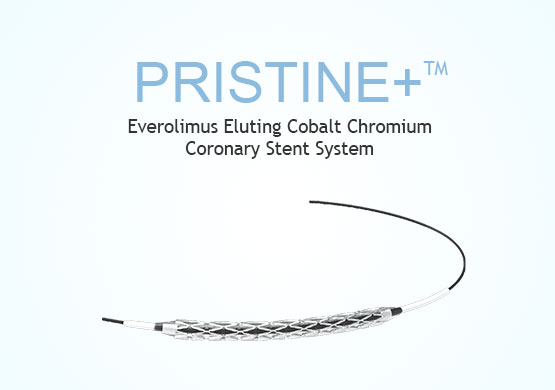 PRISTINE+™
Everolimus Eluting Cobalt Chromium
Coronary Stent System